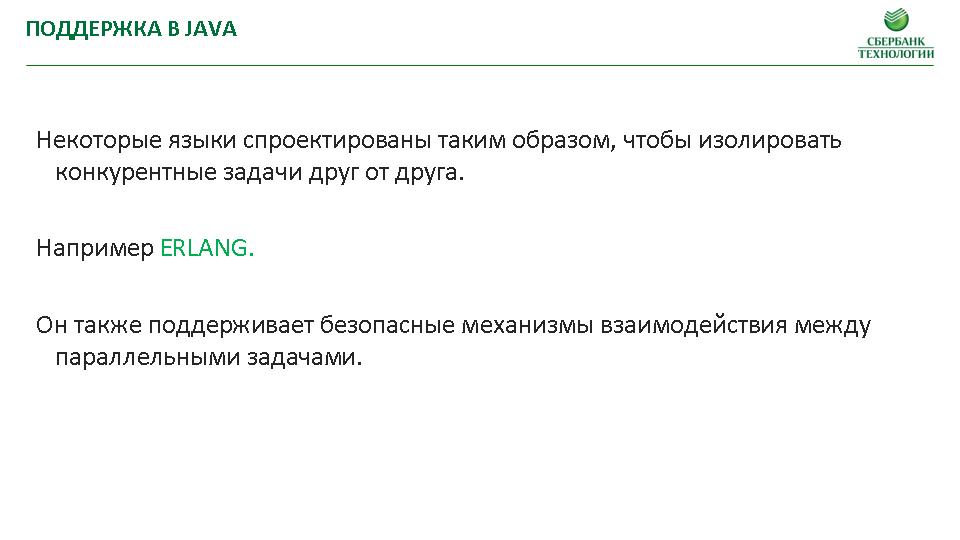 ПОДДЕРЖКА В JAVA
СБЕРБАНК
ТЕХНОЛОГИИ
Некоторые языки спроектированы таким образом, чтобы изолировать
конкурентные задачи друг от друга.
Например ERLANG.
Он также поддерживает безопасные механизмы взаимодействия между
параллельными задачами.